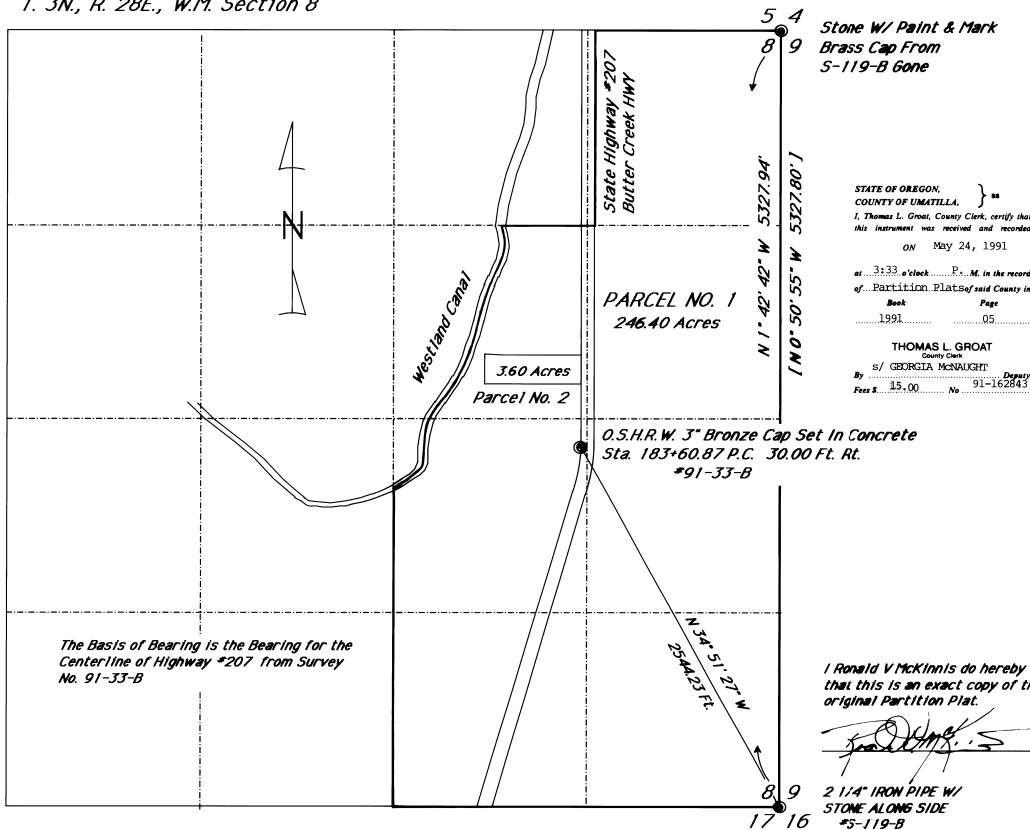 T. 3N., R. 28E., W.M. Section 8
5 4
8 9
Stone W/ Paint & Mark
Brass Cap From
S-119-B Gone
State Highway #207
Butter Creek HWY
N 1° 42' 42" W 5327.94'
[N 0° 50' 55" W 5327.80']
STATE OF OREGON,
COUNTY OF UMATILLA. } ss
I, Thomas L. Groat, County Clerk, certify that
this instrument was received and recorded
ON May 24, 1991
at 3:33 o'clock P. M. in the record
of Partition Plats of said County in
Book Page
1991 05
THOMAS L. GROAT
County Clerk
By s/ GEORGIA McNAUGHT Deputy
Fees $ 15.00 No 91-162843
N
Westland Canal
PARCEL NO. 1
246.40 Acres
3.60 Acres
Parcel No. 2
O.S.H.R.W. 3" Bronze Cap Set In Concrete
Sta. 183+60.87 P.C. 30.00 Ft. Rt.
#91-33-B
N 34° 51' 27" W
2544.23 Ft.
The Basis of Bearing is the Bearing for the
Centerline of Highway #207 from Survey
No. 91-33-B
I Ronald V McKinnis do hereby
that this is an exact copy of
original Partition Plat.
8 9
17 16
2 1/4" IRON PIPE W/
STONE ALONG SIDE
#S-119-B